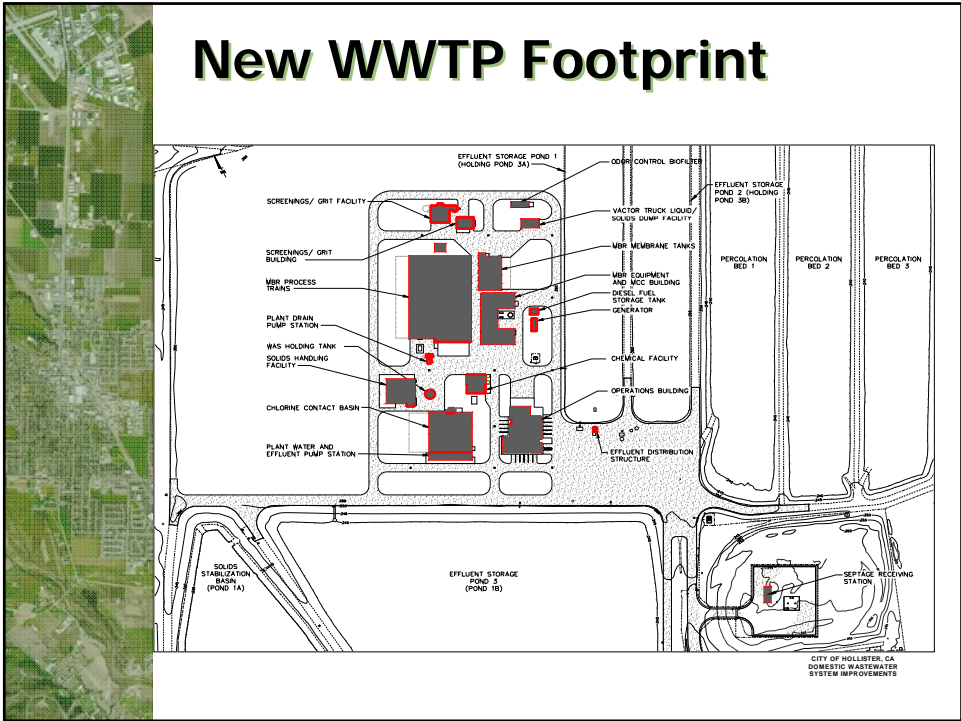 New WWTP Footprint
EFFLUENT STORAGE POND 1
(HOLDING POND 3A)
ODOR CONTROL BIOFILTER
EFFLUENT STORAGE
POND 2 (HOLDING
POND 3B)
SCREENINGS/ GRIT FACILITY
VACTOR TRUCK LIQUID/
SOLIDS DUMP FACILITY
SCREENINGS/ GRIT
BUILDING
MBR MEMBRANE TANKS
MBR PROCESS
TRAINS
MBR EQUIPMENT
AND MCC BUILDING
DIESEL FUEL
STORAGE TANK
GENERATOR
PERCOLATION
BED 1
PERCOLATION
BED 2
PERCOLATION
BED 3
PLANT DRAIN
PUMP STATION
WAS HOLDING TANK
SOLIDS HANDLING
FACILITY
CHEMICAL FACILITY
OPERATIONS BUILDING
CHLORINE CONTACT BASIN
PLANT WATER AND
EFFLUENT PUMP STATION
EFFLUENT DISTRIBUTION
STRUCTURE
SOLIDS
STABILIZATION
BASIN
(POND 1A)
EFFLUENT STORAGE
POND 3
(POND 1B)
SEPTAGE RECEIVING
STATION
CITY OF HOLLISTER, CA
DOMESTIC WASTEWATER
SYSTEM IMPROVEMENTS